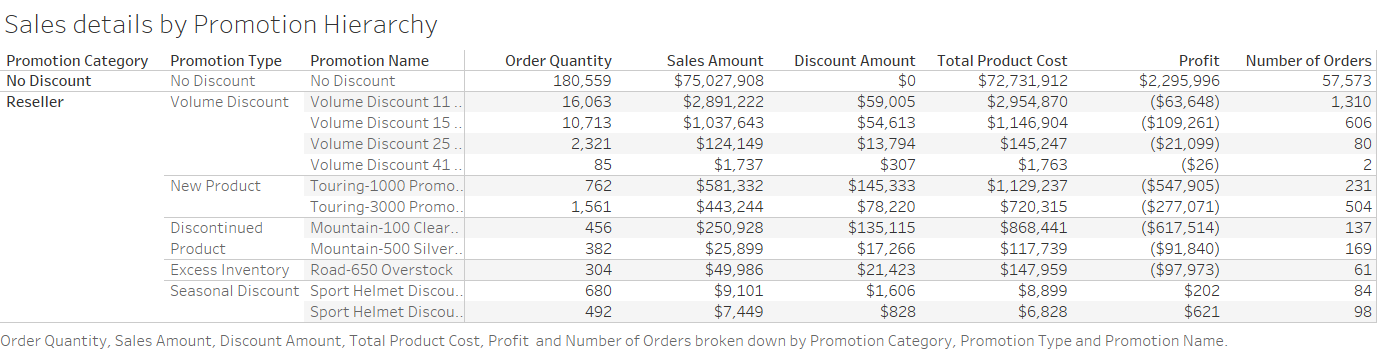 Sales details by Promotion Hierarchy
Promotion Category Promotion Type Promotion Name Order Quantity Sales Amount Discount Amount Total Product Cost Profit Number of Orders
No Discount No Discount No Discount 180,559 $75,027,908 $0 $72,731,912 $2,295,996 57,573
Reseller Volume Discount Volume Discount 11 .. 16,063 $2,891,222 $59,005 $2,954,870 ($63,648) 1,310
Volume Discount 15 .. 10,713 $1,037,643 $54,613 $1,146,904 ($109,261) 606
Volume Discount 25 .. 2,321 $124,149 $13,794 $145,247 ($21,099) 80
Volume Discount 41 .. 85 $1,737 $307 $1,763 ($26) 2
New Product Touring-1000 Promo.. 762 $581,332 $145,333 $1,129,237 ($547,905) 231
Touring-3000 Promo.. 1,561 $443,244 $78,220 $720,315 ($277,071) 504
Discontinued Mountain-100 Clear.. 456 $250,928 $135,115 $868,441 ($617,514) 137
Product Mountain-500 Silver.. 382 $25,899 $17,266 $117,739 ($91,840) 169
Excess Inventory Road-650 Overstock 304 $49,986 $21,423 $147,959 ($97,973) 61
Seasonal Discount Sport Helmet Discou.. 680 $9,101 $1,606 $8,899 $202 84
Sport Helmet Discou.. 492 $7,449 $828 $6,828 $621 98
Order Quantity, Sales Amount, Discount Amount, Total Product Cost, Profit and Number of Orders broken down by Promotion Category, Promotion Type and Promotion Name.